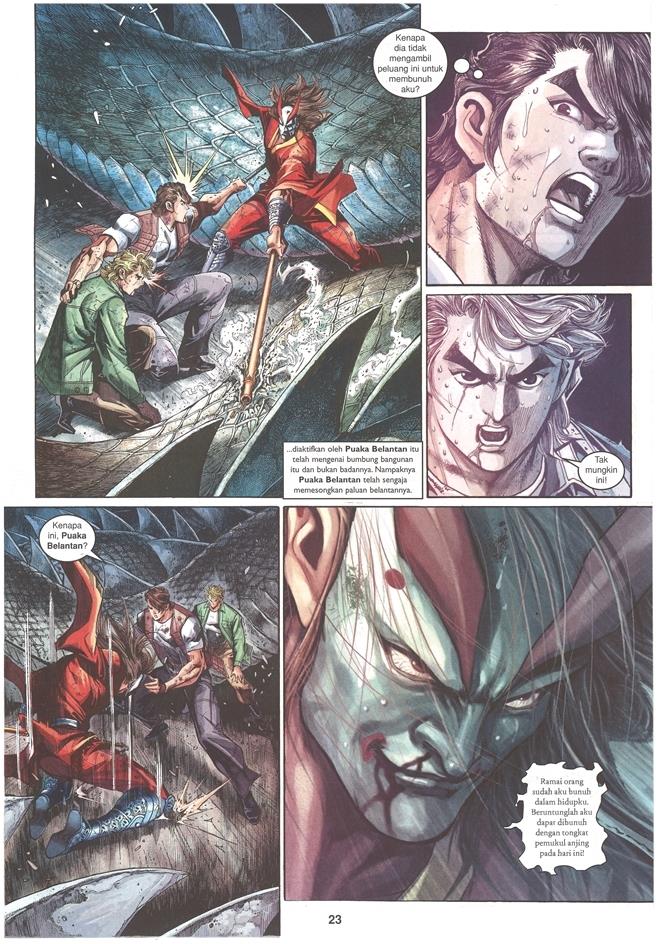 Kenapa
dia tidak
mengambil
peluang ini untuk
membunuh
aku?
...diaktifkan oleh Puaka Belantan itu
telah mengenai bumbung bangunan
itu dan bukan badannya. Nampaknya
Puaka Belantan telah sengaja
memesongkan paluan belantannya.
Tak
mungkin
ini!
Kenapa
ini, Puaka
Belantan?
Ramai orang
sudah aku bunuh
dalam hidupku.
Beruntunglah aku
dapat dibunuh
dengan tongkat
pemukul anjing
pada hari ini!
23